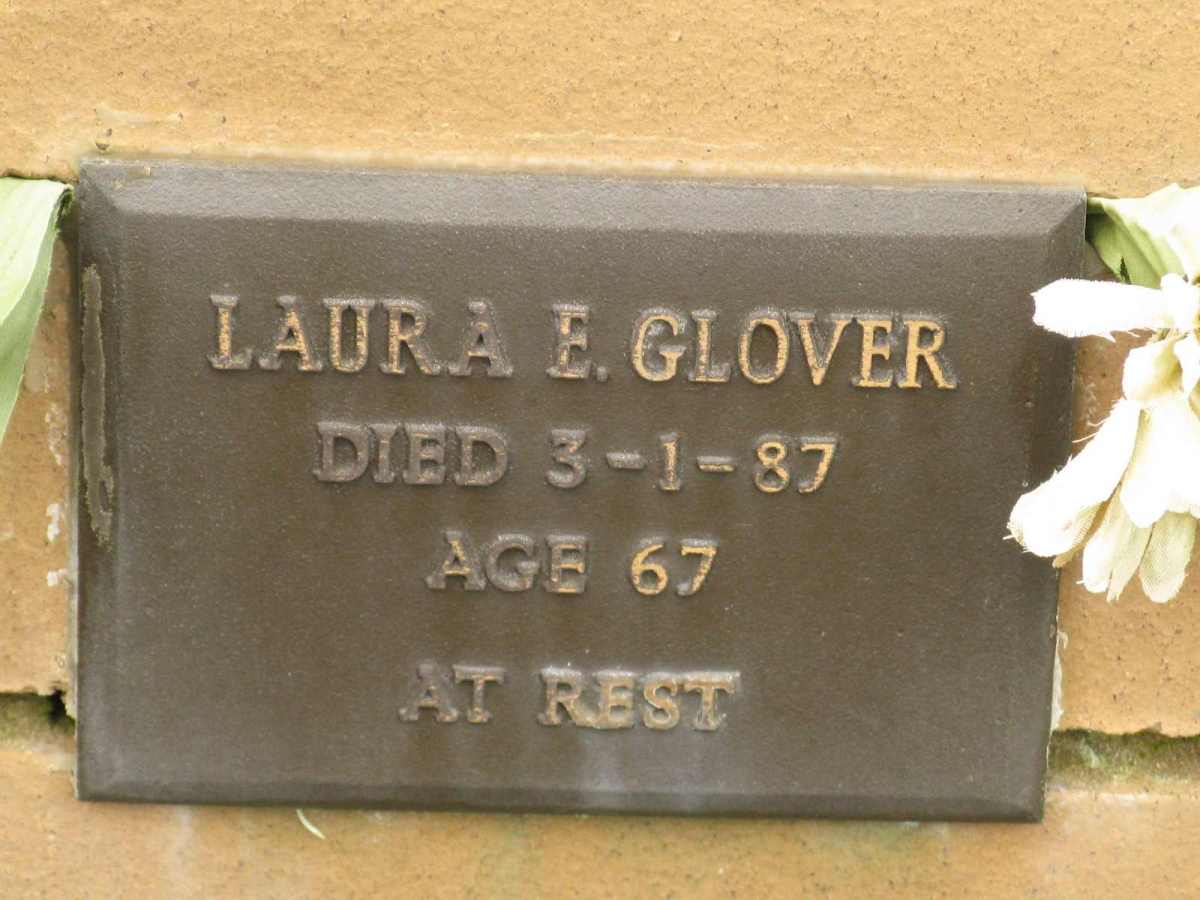 LAURA E. GLOVER
DIED 3-1-87
AGE 67
AT REST